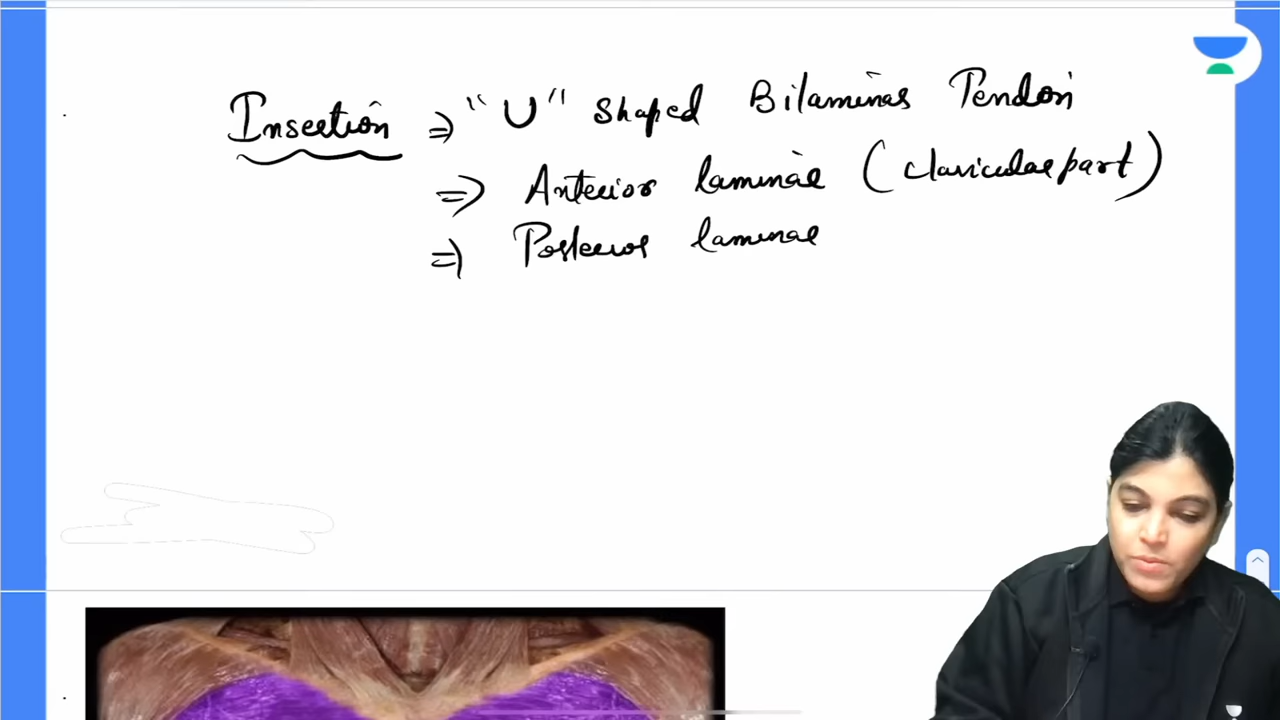 Insertion => "U" shaped Bilaminar Tendon
=> Anterior laminae (clavicular part)
=> Posterior laminae